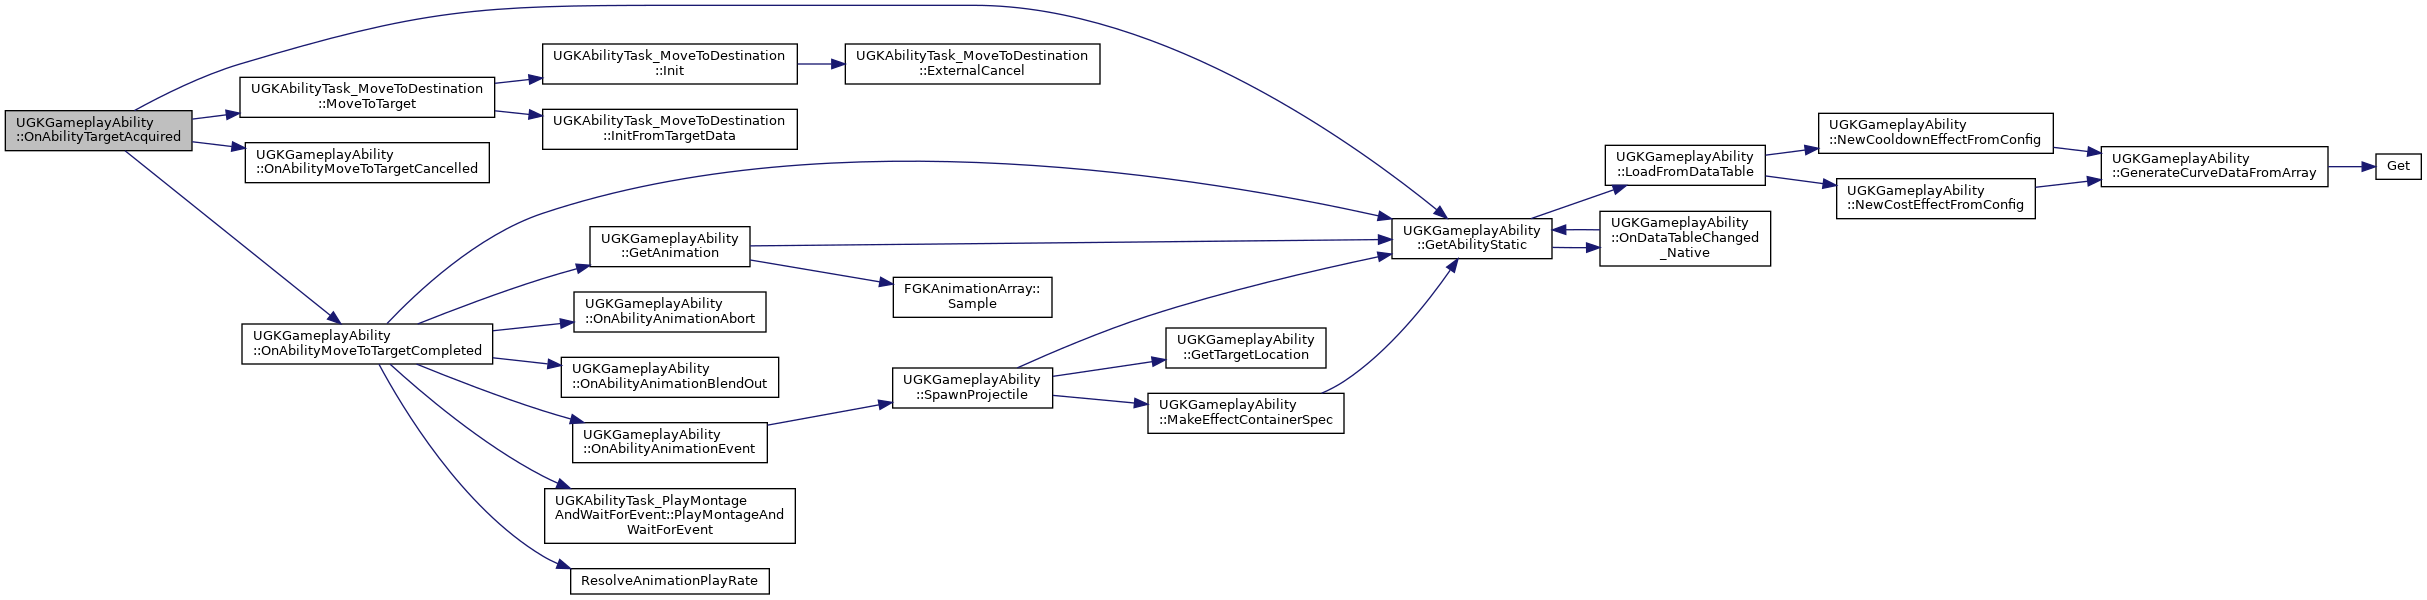 UGKGameplayAbility
::OnAbilityTargetAcquired
UGKAbilityTask_MoveToDestination
::MoveToTarget
UGKGameplayAbility
::OnAbilityMoveToTargetCancelled
UGKGameplayAbility
::OnAbilityMoveToTargetCompleted
UGKAbilityTask_MoveToDestination
::Init
UGKAbilityTask_MoveToDestination
::InitFromTargetData
UGKAbilityTask_MoveToDestination
::ExternalCancel
UGKGameplayAbility
::GetAnimation
UGKGameplayAbility
::OnAbilityAnimationAbort
UGKGameplayAbility
::OnAbilityAnimationBlendOut
UGKGameplayAbility
::OnAbilityAnimationEvent
UGKAbilityTask_PlayMontage
AndWaitForEvent::PlayMontageAnd
WaitForEvent
ResolveAnimationPlayRate
FGKAnimationArray::
Sample
UGKGameplayAbility
::SpawnProjectile
UGKGameplayAbility
::GetTargetLocation
UGKGameplayAbility
::MakeEffectContainerSpec
UGKGameplayAbility
::GetAbilityStatic
UGKGameplayAbility
::LoadFromDataTable
UGKGameplayAbility
::OnDataTableChanged
_Native
UGKGameplayAbility
::NewCooldownEffectFromConfig
UGKGameplayAbility
::NewCostEffectFromConfig
UGKGameplayAbility
::GenerateCurveDataFromArray
Get